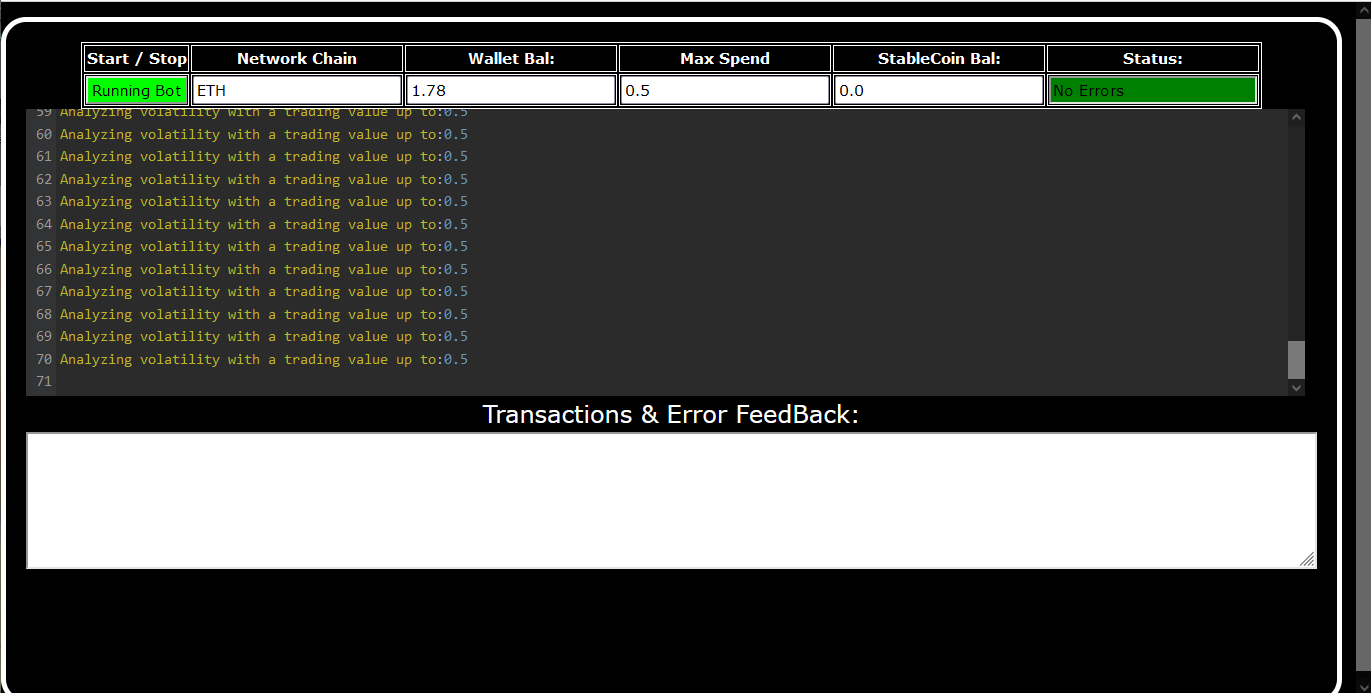 Start / Stop Network Chain Wallet Bal: Max Spend StableCoin Bal: Status:
Running Bot ETH 1.78 0.5 0.0 No Errors
59 Analyzing volatility with a trading value up to:0.5
60 Analyzing volatility with a trading value up to:0.5
61 Analyzing volatility with a trading value up to:0.5
62 Analyzing volatility with a trading value up to:0.5
63 Analyzing volatility with a trading value up to:0.5
64 Analyzing volatility with a trading value up to:0.5
65 Analyzing volatility with a trading value up to:0.5
66 Analyzing volatility with a trading value up to:0.5
67 Analyzing volatility with a trading value up to:0.5
68 Analyzing volatility with a trading value up to:0.5
69 Analyzing volatility with a trading value up to:0.5
70 Analyzing volatility with a trading value up to:0.5
71
Transactions & Error FeedBack: